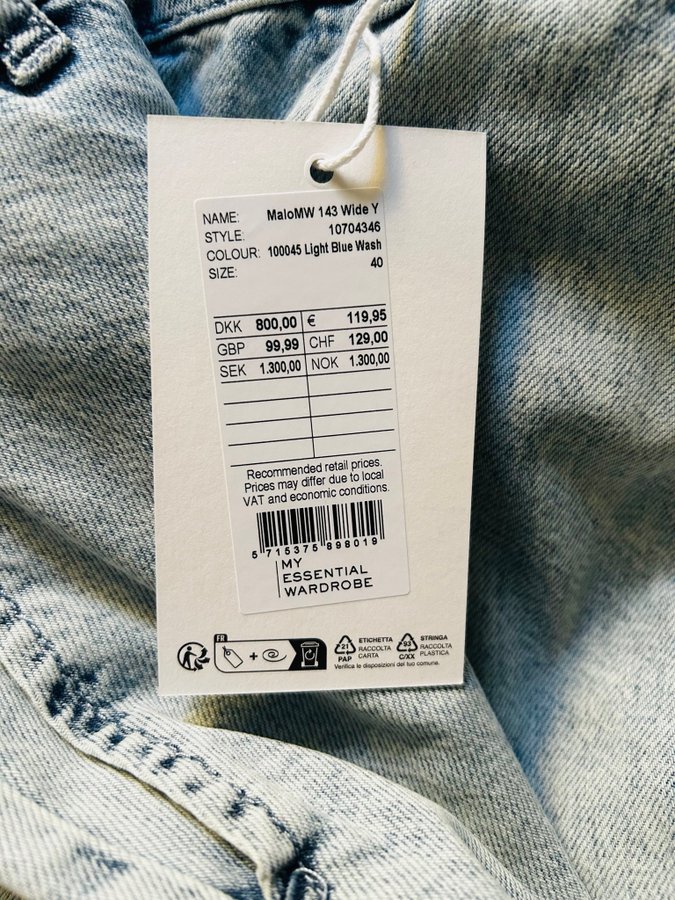 NAME: MaloMW 143 Wide Y
STYLE: 10704346
COLOUR: 100045 Light Blue Wash
SIZE: 40
DKK 800,00 € 119,95
GBP 99,99 CHF 129,00
SEK 1.300,00 NOK 1.300,00
Recommended retail prices.
Prices may differ due to local
VAT and economic conditions.
5 715375 898019
MY
ESSENTIAL
WARDROBE
FR
+
21
PAP
ETICHETTA
RACCOLTA
CARTA
93
C/XX
STRINGA
RACCOLTA
PLASTICA
Verifica le disposizioni del tuo comune.